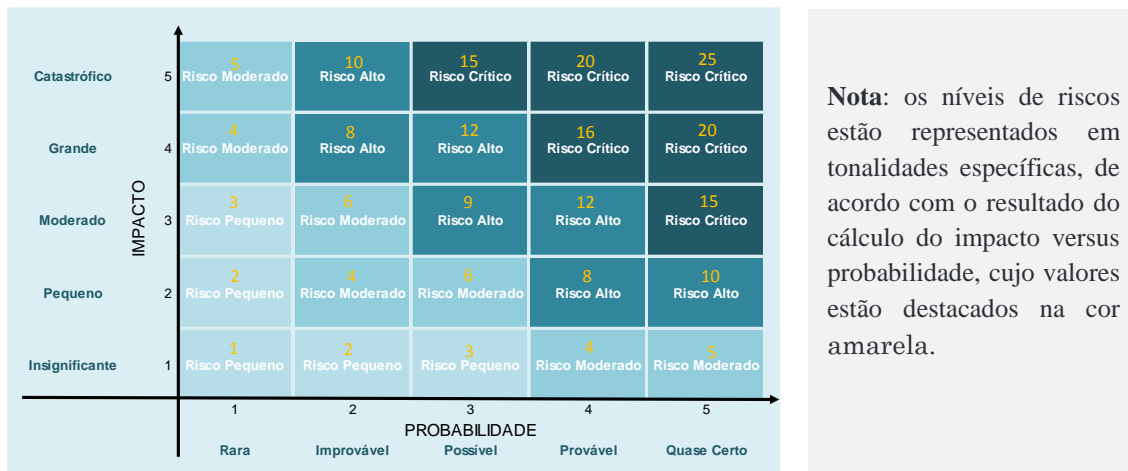 5 10 15 20 25
Catastrófico 5 Risco Moderado Risco Alto Risco Crítico Risco Crítico Risco Crítico
4 8 12 16 20
Grande 4 Risco Moderado Risco Alto Risco Alto Risco Crítico Risco Crítico
IMPACTO
3 6 9 12 15
Moderado 3 Risco Pequeno Risco Moderado Risco Alto Risco Alto Risco Crítico
2 4 6 8 10
Pequeno 2 Risco Pequeno Risco Moderado Risco Moderado Risco Alto Risco Alto
1 2 3 4 5
Insignificante 1 Risco Pequeno Risco Pequeno Risco Pequeno Risco Moderado Risco Moderado
1 2 3 4 5
PROBABILIDADE
Rara Improvável Possível Provável Quase Certo
Nota: os níveis de riscos
estão representados em
tonalidades específicas, de
acordo com o resultado do
cálculo do impacto versus
probabilidade, cujo valores
estão destacados na cor
amarela.